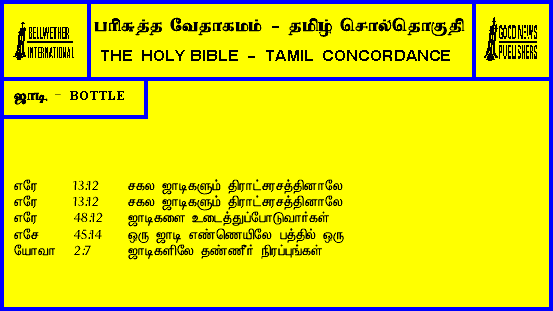 BELLWETHER
INTERNATIONAL
பரிசுத்த வேதாகமம் - தமிழ் சொல்தொகுதி
THE HOLY BIBLE - TAMIL CONCORDANCE
GOOD NEWS
PUBLISHERS
ஜாடி - BOTTLE
எரே 13:12 சகல ஜாடிகளும் திராட்சரசத்தினாலே
எரே 13:12 சகல ஜாடிகளும் திராட்சரசத்தினாலே
எரே 48:12 ஜாடிகளை உடைத்துப்போடுவார்கள்
எசே 45:14 ஒரு ஜாடி எண்ணெயிலே பத்தில் ஒரு
யோவா 2:7 ஜாடிகளிலே தண்ணீர் நிரப்புங்கள்